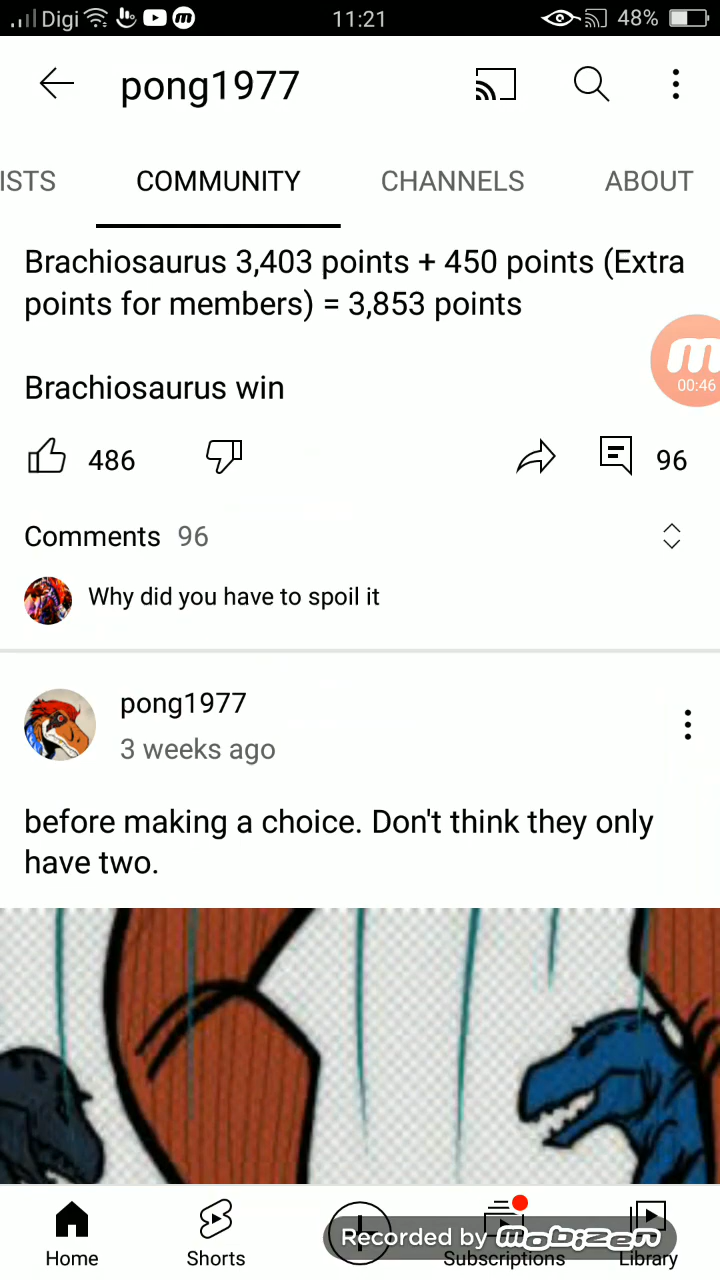 Digi 11:21 48%
pong1977
ISTS COMMUNITY CHANNELS ABOUT
Brachiosaurus 3,403 points + 450 points (Extra
points for members) = 3,853 points
m
00:46
Brachiosaurus win
486 96
Comments 96
Why did you have to spoil it
pong1977
3 weeks ago
before making a choice. Don't think they only
have two.
Recorded by mobizen
Home Shorts Subscriptions Library